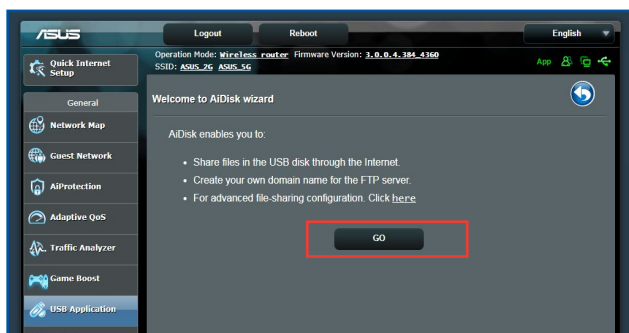 ASUS
Logout
Reboot
English
Quick Internet
Setup
Operation Mode: Wireless router Firmware Version: 3.0.0.4.384_4360
SSID: ASUS_2G ASUS_5G
App
General
Network Map
Guest Network
AiProtection
Adaptive QoS
Traffic Analyzer
Game Boost
USB Application
Welcome to AiDisk wizard
AiDisk enables you to:
• Share files in the USB disk through the Internet.
• Create your own domain name for the FTP server.
• For advanced file-sharing configuration. Click here
GO